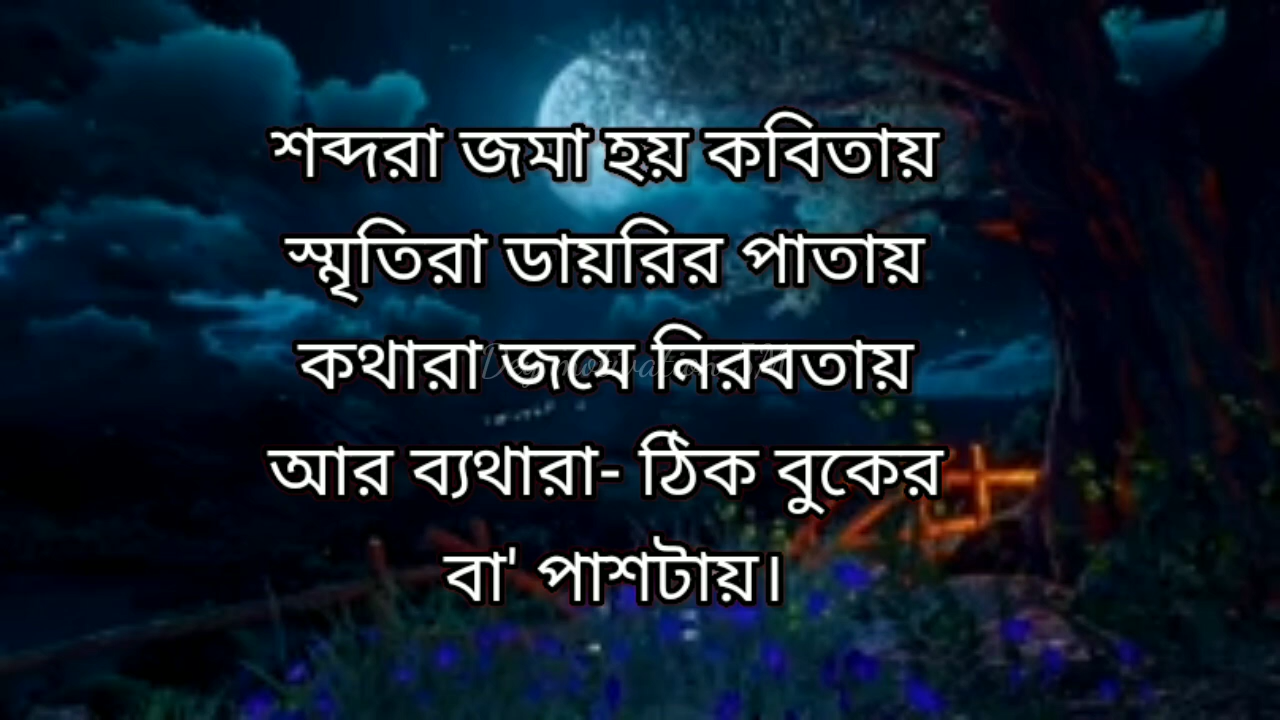 শব্দরা জমা হয় কবিতায়
স্মৃতিরা ডায়রির পাতায়
কথারা জমে নিরবতায়
আর ব্যথারা- ঠিক বুকের
বা' পাশটায়।